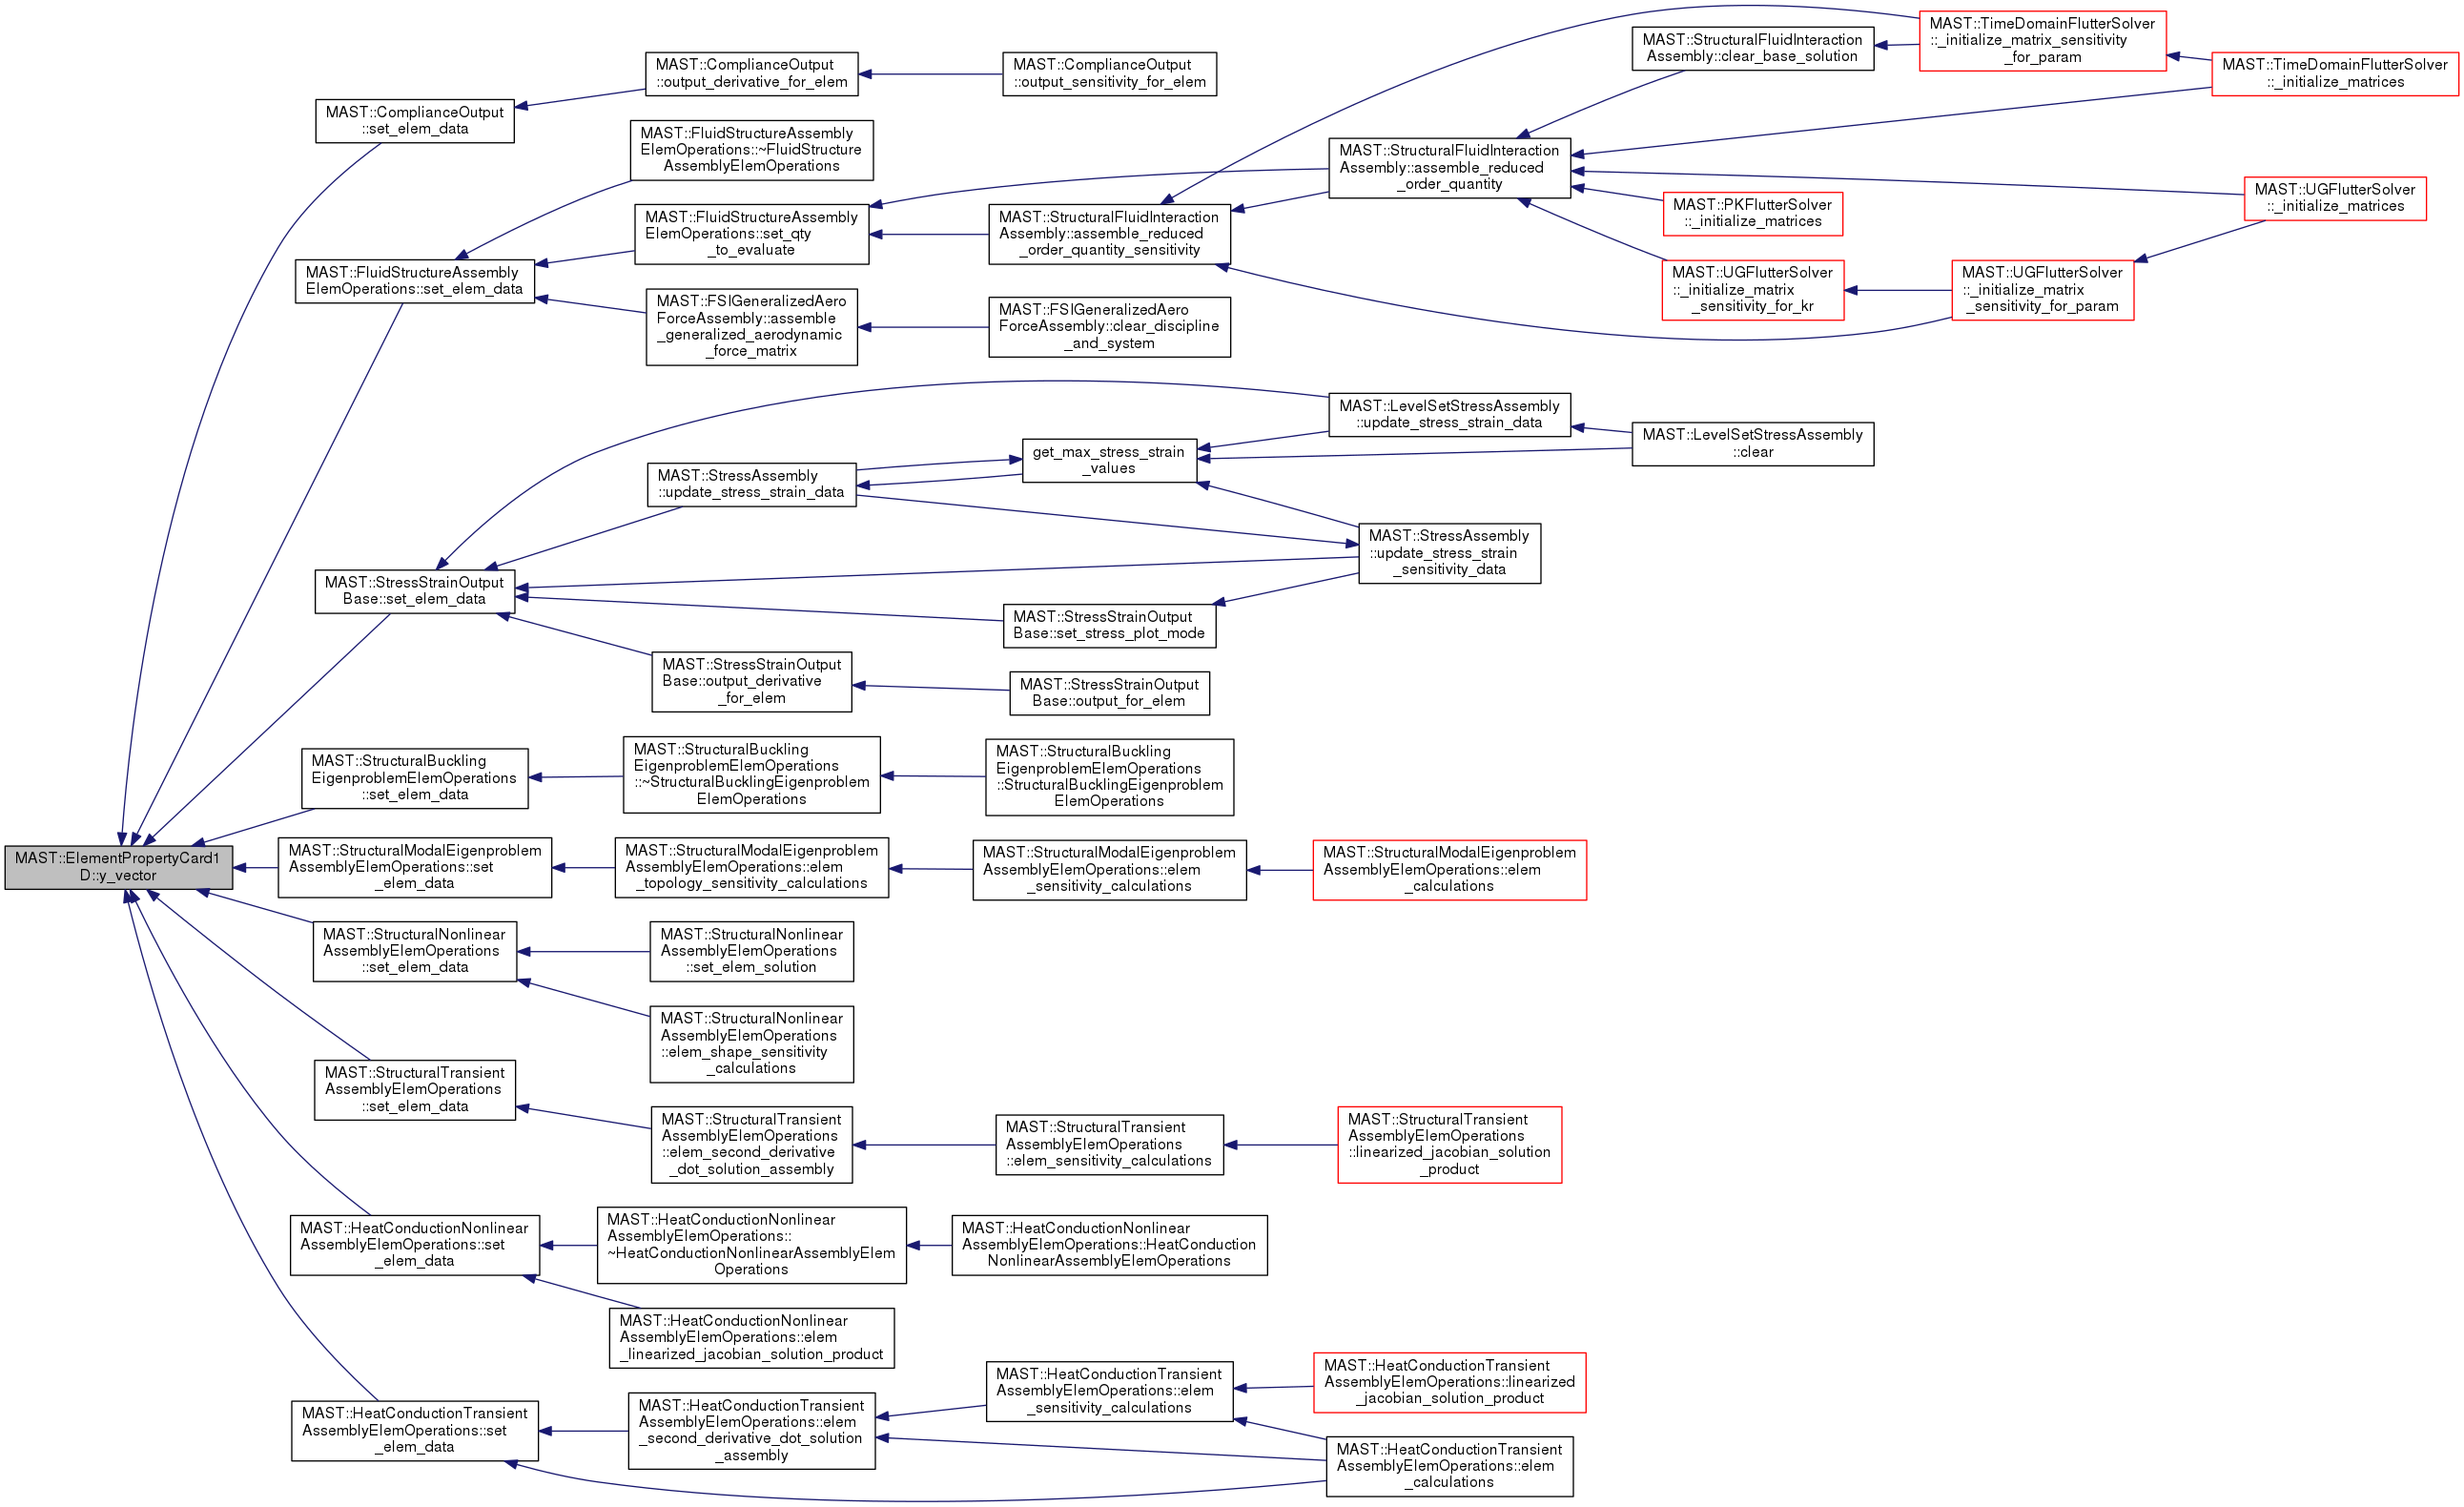 MAST::ElementPropertyCard1
D::y_vector
MAST::ComplianceOutput
::set_elem_data
MAST::ComplianceOutput
::output_derivative_for_elem
MAST::ComplianceOutput
::output_sensitivity_for_elem
MAST::FluidStructureAssembly
ElemOperations::set_elem_data
MAST::FluidStructureAssembly
ElemOperations::~FluidStructure
AssemblyElemOperations
MAST::FluidStructureAssembly
ElemOperations::set_qty
_to_evaluate
MAST::FSIGeneralizedAero
ForceAssembly::assemble
_generalized_aerodynamic
_force_matrix
MAST::StructuralFluidInteraction
Assembly::assemble_reduced
_order_quantity_sensitivity
MAST::FSIGeneralizedAero
ForceAssembly::clear_discipline
_and_system
MAST::StructuralFluidInteraction
Assembly::assemble_reduced
_order_quantity
MAST::StructuralFluidInteraction
Assembly::clear_base_solution
MAST::PKFlutterSolver
::_initialize_matrices
MAST::UGFlutterSolver
::_initialize_matrix
_sensitivity_for_kr
MAST::TimeDomainFlutterSolver
::_initialize_matrix_sensitivity
_for_param
MAST::UGFlutterSolver
::_initialize_matrix
_sensitivity_for_param
MAST::TimeDomainFlutterSolver
::_initialize_matrices
MAST::UGFlutterSolver
::_initialize_matrices
MAST::StressStrainOutput
Base::set_elem_data
MAST::StressAssembly
::update_stress_strain_data
get_max_stress_strain
_values
MAST::LevelSetStressAssembly
::update_stress_strain_data
MAST::LevelSetStressAssembly
::clear
MAST::StressAssembly
::update_stress_strain
_sensitivity_data
MAST::StressStrainOutput
Base::set_stress_plot_mode
MAST::StressStrainOutput
Base::output_derivative
_for_elem
MAST::StressStrainOutput
Base::output_for_elem
MAST::StructuralBuckling
EigenproblemElemOperations
::set_elem_data
MAST::StructuralBuckling
EigenproblemElemOperations
::~StructuralBucklingEigenproblem
ElemOperations
MAST::StructuralBuckling
EigenproblemElemOperations
::StructuralBucklingEigenproblem
ElemOperations
MAST::StructuralModalEigenproblem
AssemblyElemOperations::set
_elem_data
MAST::StructuralModalEigenproblem
AssemblyElemOperations::elem
_topology_sensitivity_calculations
MAST::StructuralModalEigenproblem
AssemblyElemOperations::elem
_sensitivity_calculations
MAST::StructuralModalEigenproblem
AssemblyElemOperations::elem
_calculations
MAST::StructuralNonlinear
AssemblyElemOperations
::set_elem_data
MAST::StructuralNonlinear
AssemblyElemOperations
::set_elem_solution
MAST::StructuralNonlinear
AssemblyElemOperations
::elem_shape_sensitivity
_calculations
MAST::StructuralTransient
AssemblyElemOperations
::set_elem_data
MAST::StructuralTransient
AssemblyElemOperations
::elem_second_derivative
_dot_solution_assembly
MAST::StructuralTransient
AssemblyElemOperations
::elem_sensitivity_calculations
MAST::StructuralTransient
AssemblyElemOperations
::linearized_jacobian_solution
_product
MAST::HeatConductionNonlinear
AssemblyElemOperations::set
_elem_data
MAST::HeatConductionNonlinear
AssemblyElemOperations::
~HeatConductionNonlinearAssemblyElem
Operations
MAST::HeatConductionNonlinear
AssemblyElemOperations::HeatConduction
NonlinearAssemblyElemOperations
MAST::HeatConductionNonlinear
AssemblyElemOperations::elem
_linearized_jacobian_solution_product
MAST::HeatConductionTransient
AssemblyElemOperations::set
_elem_data
MAST::HeatConductionTransient
AssemblyElemOperations::elem
_second_derivative_dot_solution
_assembly
MAST::HeatConductionTransient
AssemblyElemOperations::elem
_sensitivity_calculations
MAST::HeatConductionTransient
AssemblyElemOperations::linearized
_jacobian_solution_product
MAST::HeatConductionTransient
AssemblyElemOperations::elem
_calculations